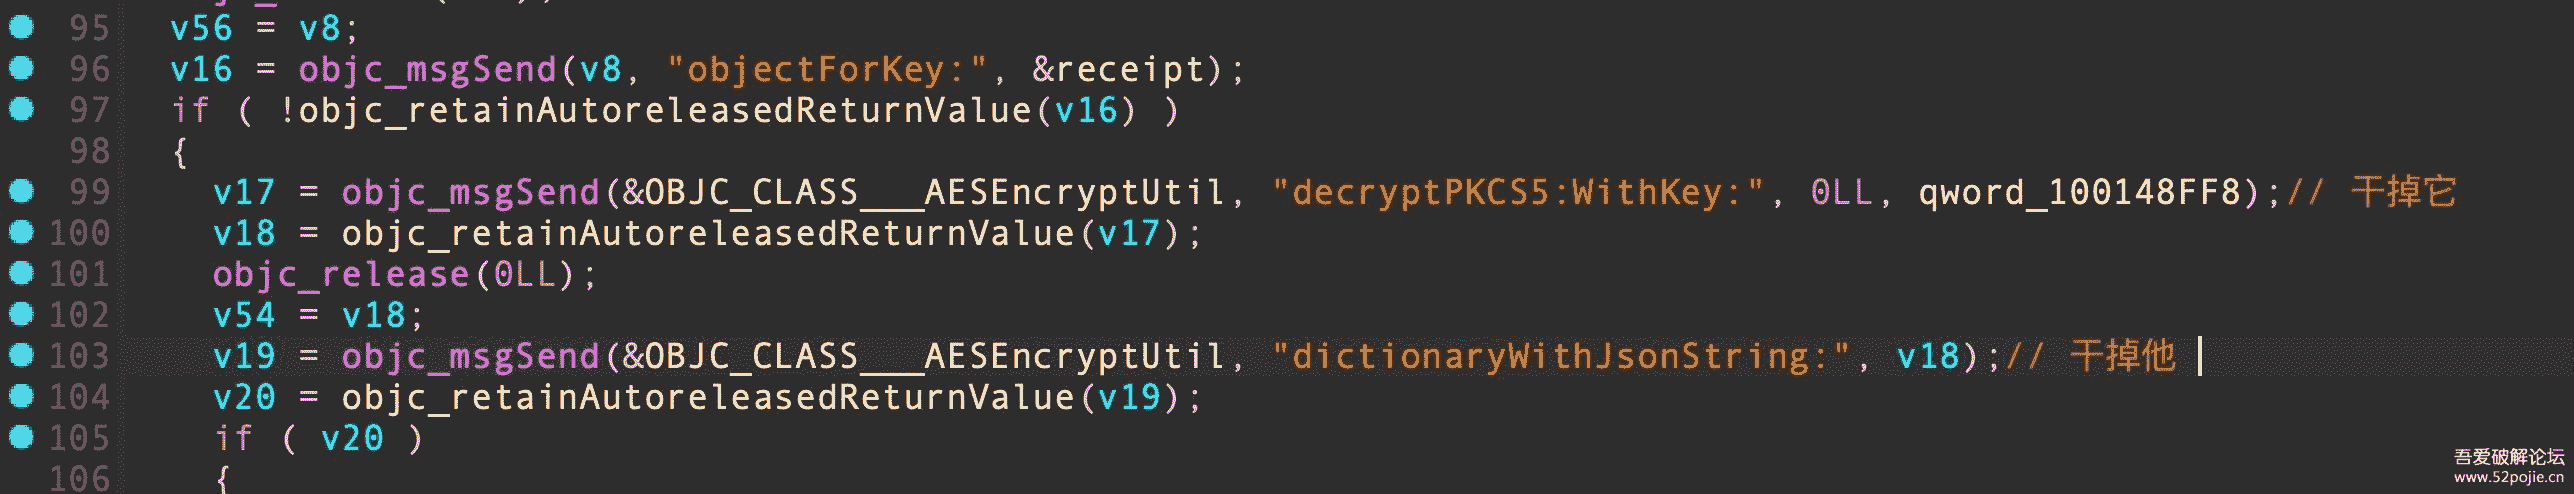 95 v56 = v8;
96 v16 = objc_msgSend(v8, "objectForKey:", &receipt);
97 if ( !objc_retainAutoreleasedReturnValue(v16) )
98 {
99 v17 = objc_msgSend(&OBJC_CLASS___AESEncryptUtil, "decryptPKCS5:WithKey:", 0LL, qword_100148FF8);// 干掉它
100 v18 = objc_retainAutoreleasedReturnValue(v17);
101 objc_release(0LL);
102 v54 = v18;
103 v19 = objc_msgSend(&OBJC_CLASS___AESEncryptUtil, "dictionaryWithJsonString:", v18);// 干掉他
104 v20 = objc_retainAutoreleasedReturnValue(v19);
105 if ( v20 )
106 {
吾爱破解论坛
www.52pojie.cn